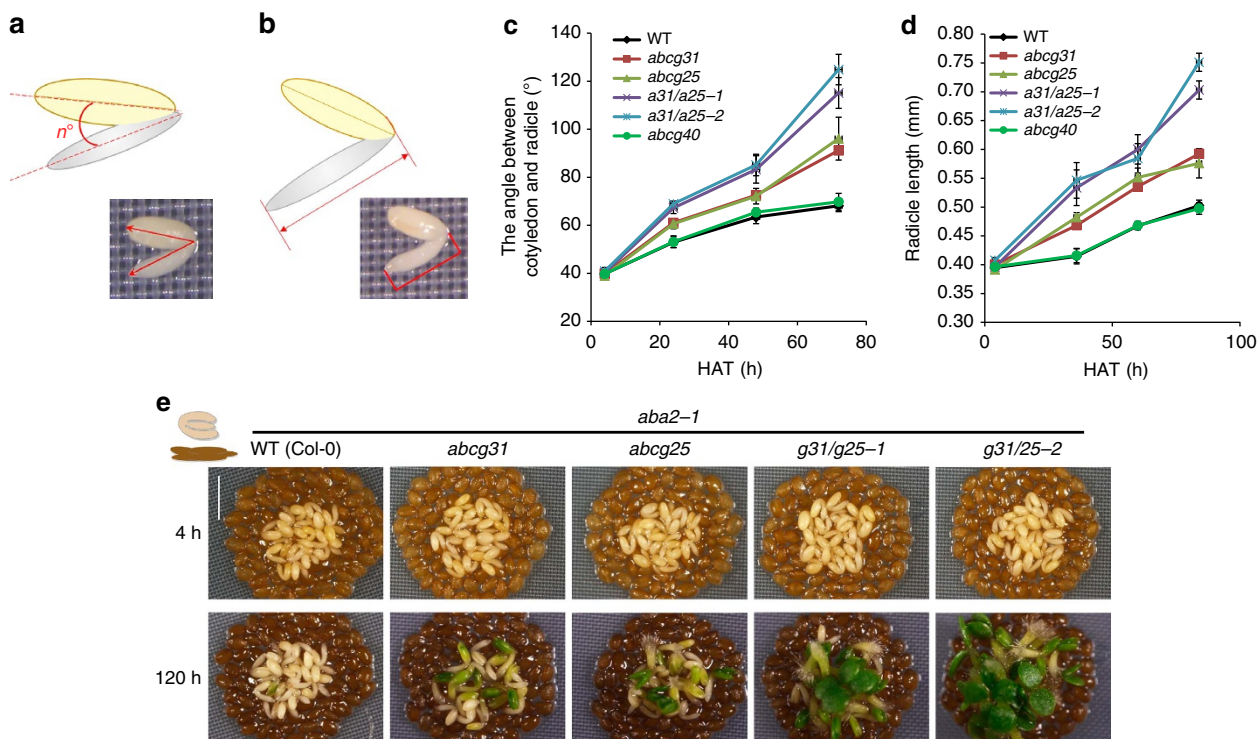 a
n°
b
c
The angle between
cotyledon and radicle (°)
140
120
100
80
60
40
20
0
20
40
60
80
HAT (h)
WT
abcg31
abcg25
a31/a25–1
a31/a25–2
abcg40
d
Radicle length (mm)
0.80
0.75
0.70
0.65
0.60
0.55
0.50
0.45
0.40
0.35
0.30
0
50
100
HAT (h)
WT
abcg31
abcg25
a31/a25–1
a31/a25–2
abcg40
e
aba2–1
WT (Col-0)
abcg31
abcg25
g31/g25–1
g31/25–2
4 h
120 h